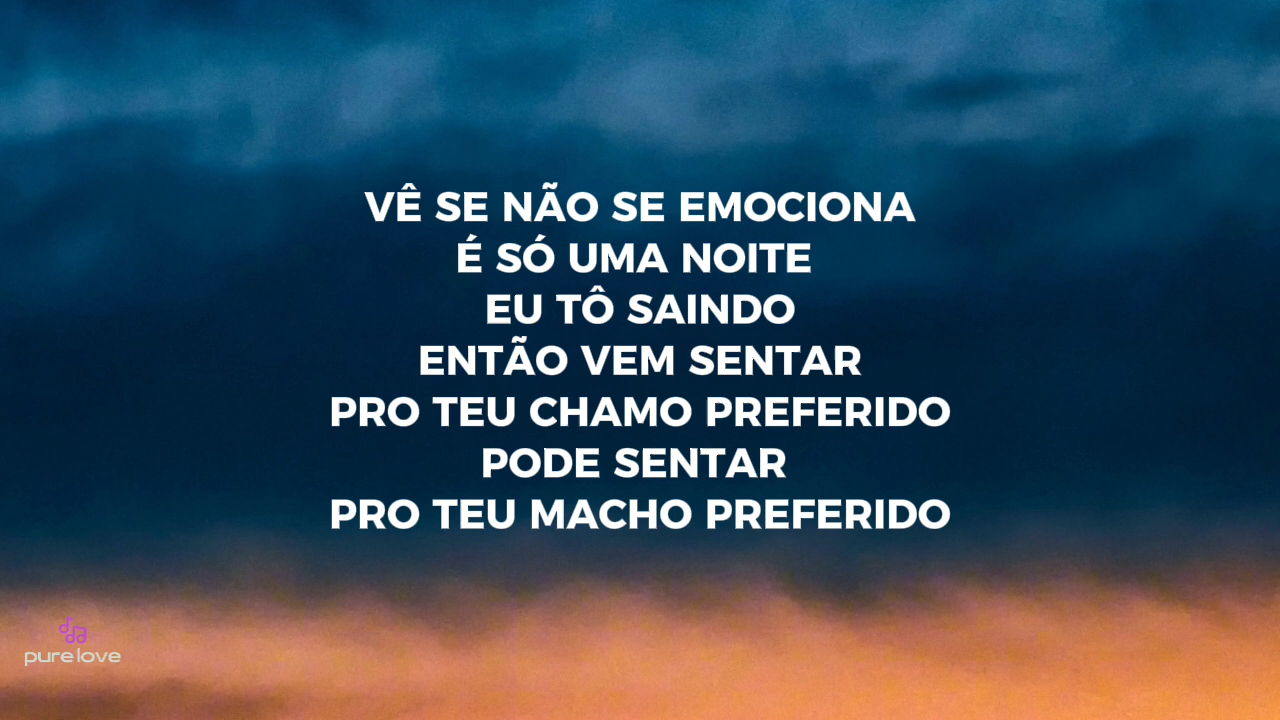 VÊ SE NÃO SE EMOCIONA
É SÓ UMA NOITE
EU TÔ SAINDO
ENTÃO VEM SENTAR
PRO TEU CHAMO PREFERIDO
PODE SENTAR
PRO TEU MACHO PREFERIDO
pure love